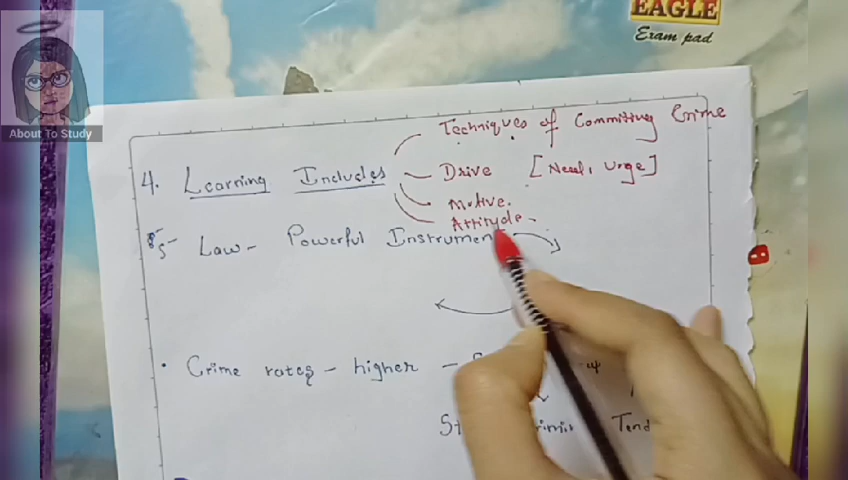 EAGLE
Exam pad
About To Study
Techniques of Commiting Crime
4. Learning Includes
Drive [Need, Urge]
Motive.
Attitude -
5- Law - Powerful Instrument
• Crime rates - higher -